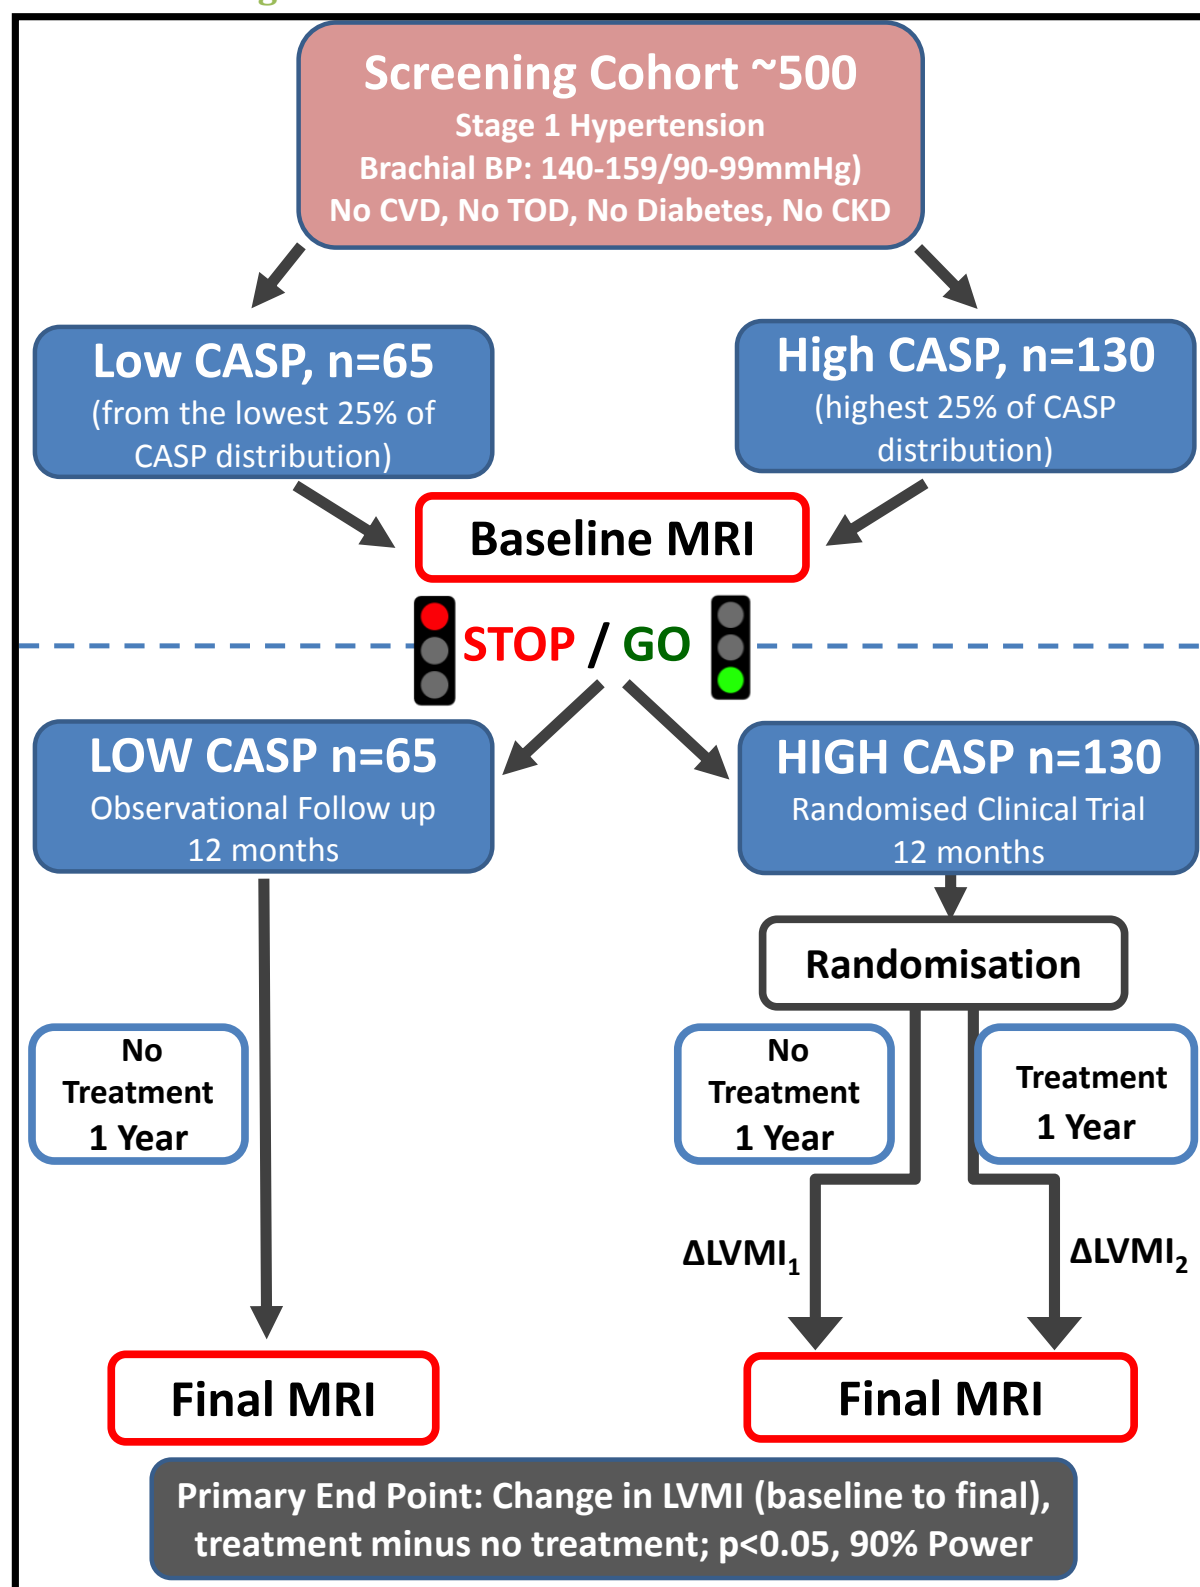 Screening Cohort ~500
Stage 1 Hypertension
Brachial BP: 140-159/90-99mmHg)
No CVD, No TOD, No Diabetes, No CKD
Low CASP, n=65
(from the lowest 25% of
CASP distribution)
High CASP, n=130
(highest 25% of CASP
distribution)
Baseline MRI
STOP / GO
LOW CASP n=65
Observational Follow up
12 months
HIGH CASP n=130
Randomised Clinical Trial
12 months
Randomisation
No
Treatment
1 Year
No
Treatment
1 Year
Treatment
1 Year
ΔLVMI₁
ΔLVMI₂
Final MRI
Final MRI
Primary End Point: Change in LVMI (baseline to final),
treatment minus no treatment; p<0.05, 90% Power